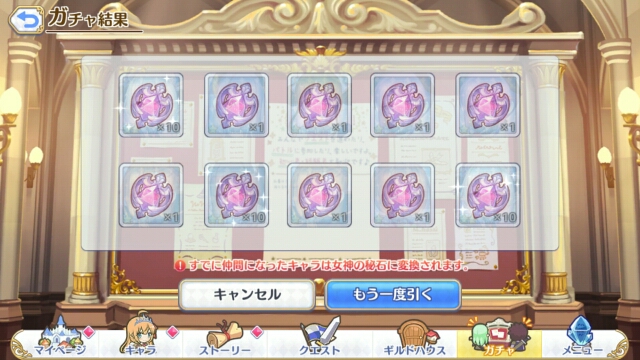 ガチャ結果
×10
×1
×1
×1
×1
×1
×10
×1
×1
×10
すでに仲間になったキャラは女神の秘石に変換されます。
キャンセル
もう一度引く
マイページ
キャラ
ストーリー
クエスト
ギルドハウス
ガチャ
メニュー